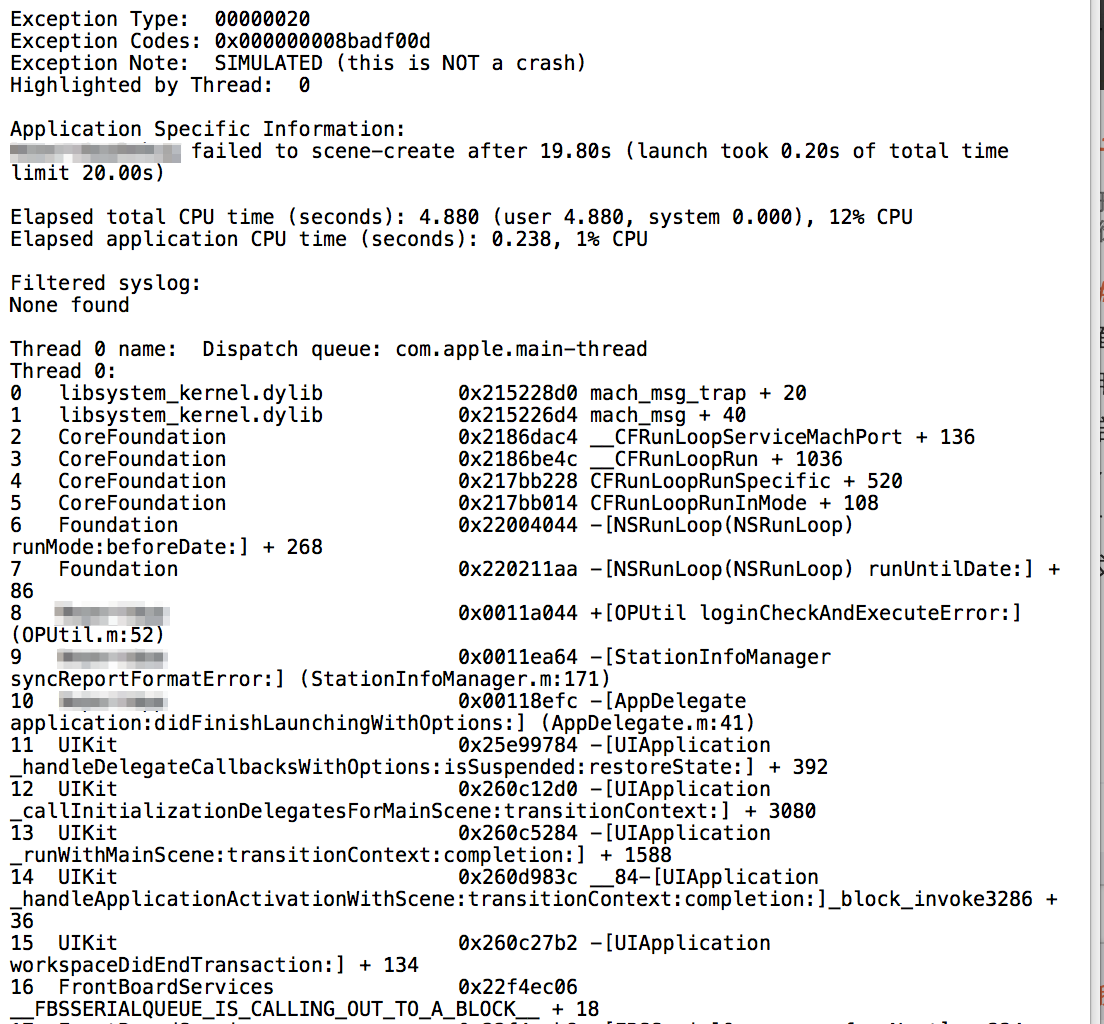 Exception Type:  00000020
Exception Codes: 0x000000008badf00d
Exception Note:  SIMULATED (this is NOT a crash)
Highlighted by Thread:  0
Application Specific Information:
failed to scene-create after 19.80s (launch took 0.20s of total time
limit 20.00s)
Elapsed total CPU time (seconds): 4.880 (user 4.880, system 0.000), 12% CPU
Elapsed application CPU time (seconds): 0.238, 1% CPU
Filtered syslog:
None found
Thread 0 name:  Dispatch queue: com.apple.main-thread
Thread 0:
0   libsystem_kernel.dylib           0x215228d0 mach_msg_trap + 20
1   libsystem_kernel.dylib           0x215226d4 mach_msg + 40
2   CoreFoundation                   0x2186dac4 __CFRunLoopServiceMachPort + 136
3   CoreFoundation                   0x2186be4c __CFRunLoopRun + 1036
4   CoreFoundation                   0x217bb228 CFRunLoopRunSpecific + 520
5   CoreFoundation                   0x217bb014 CFRunLoopRunInMode + 108
6   Foundation                       0x22004044 -[NSRunLoop(NSRunLoop)
runMode:beforeDate:] + 268
7   Foundation                       0x220211aa -[NSRunLoop(NSRunLoop) runUntilDate:] +
86
8                                    0x0011a044 +[OPUtil loginCheckAndExecuteError:]
(OPUtil.m:52)
9                                    0x0011ea64 -[StationInfoManager
syncReportFormatError:] (StationInfoManager.m:171)
10                                   0x00118efc -[AppDelegate
application:didFinishLaunchingWithOptions:] (AppDelegate.m:41)
11  UIKit                            0x25e99784 -[UIApplication
_handleDelegateCallbacksWithOptions:isSuspended:restoreState:] + 392
12  UIKit                            0x260c12d0 -[UIApplication
_callInitializationDelegatesForMainScene:transitionContext:] + 3080
13  UIKit                            0x260c5284 -[UIApplication
_runWithMainScene:transitionContext:completion:] + 1588
14  UIKit                            0x260d983c __84-[UIApplication
_handleApplicationActivationWithScene:transitionContext:completion:]_block_invoke3286 +
36
15  UIKit                            0x260c27b2 -[UIApplication
workspaceDidEndTransaction:] + 134
16  FrontBoardServices               0x22f4ec06
__FBSSERIALQUEUE_IS_CALLING_OUT_TO_A_BLOCK__ + 18